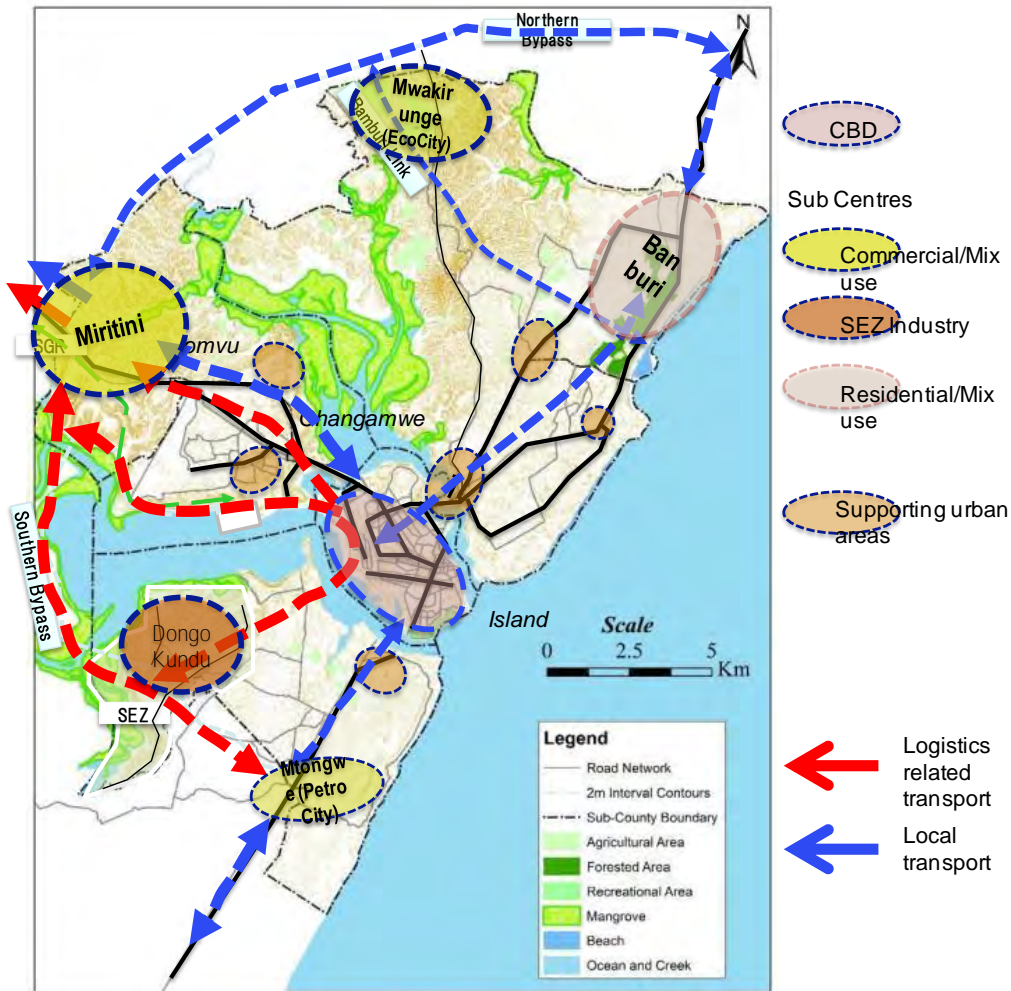 Northern
Bypass
N
Mwakir
unge
(EcoCity)
Bamburi Link
Ban
buri
Miritini
SGR
omvu
Changamwe
Southern Bypass
Dongo
Kundu
SEZ
Island
Mtongw
e (Petro
City)
Scale
0 2.5 5
Km
Legend
Road Network
2m Interval Contours
Sub-County Boundary
Agricultural Area
Forested Area
Recreational Area
Mangrove
Beach
Ocean and Creek
CBD
Sub Centres
Commercial/Mix
use
SEZ Industry
Residential/Mix
use
Supporting urban
areas
Logistics
related
transport
Local
transport